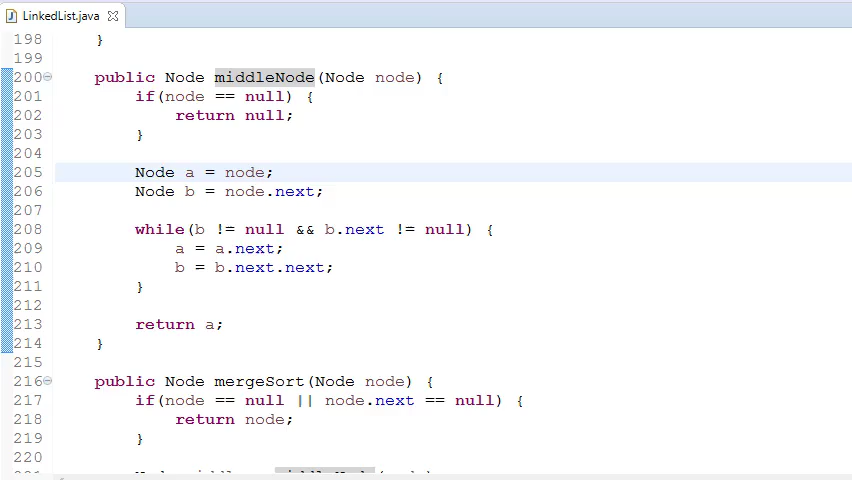 LinkedList.java
198 }
199
200 public Node middleNode(Node node) {
201 if(node == null) {
202 return null;
203 }
204
205 Node a = node;
206 Node b = node.next;
207
208 while(b != null && b.next != null) {
209 a = a.next;
210 b = b.next.next;
211 }
212
213 return a;
214 }
215
216 public Node mergeSort(Node node) {
217 if(node == null || node.next == null) {
218 return node;
219 }
220